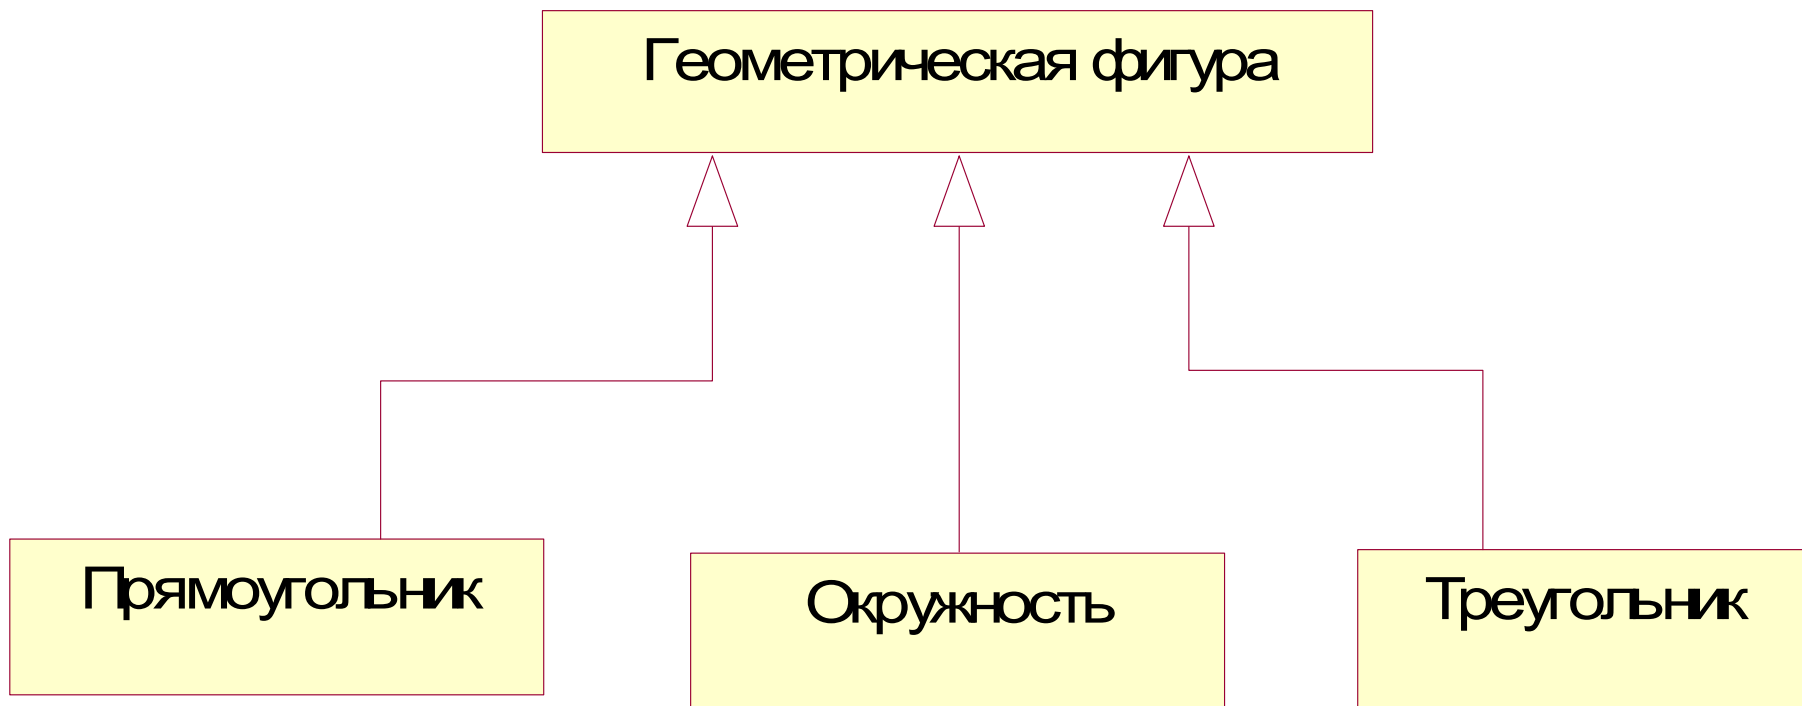 Геометрическая фигура
Прямоугольник
Окружность
Треугольник